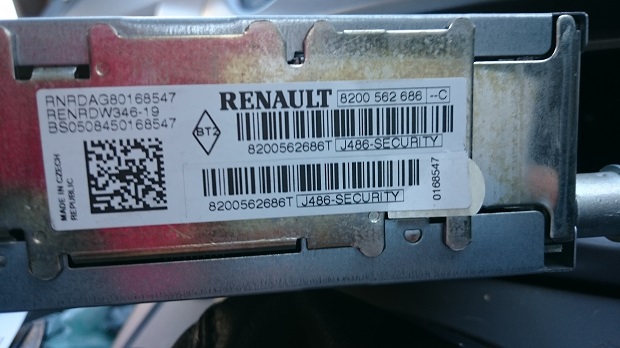 RNRDAG80168547
RENRDW346-19
BS0508450168547
MADE IN CZECH
REPUBLIC
BT2
RENAULT 8200 562 686 --C
8200562686T J486-SECURITY
8200562686T J486-SECURITY
0168547